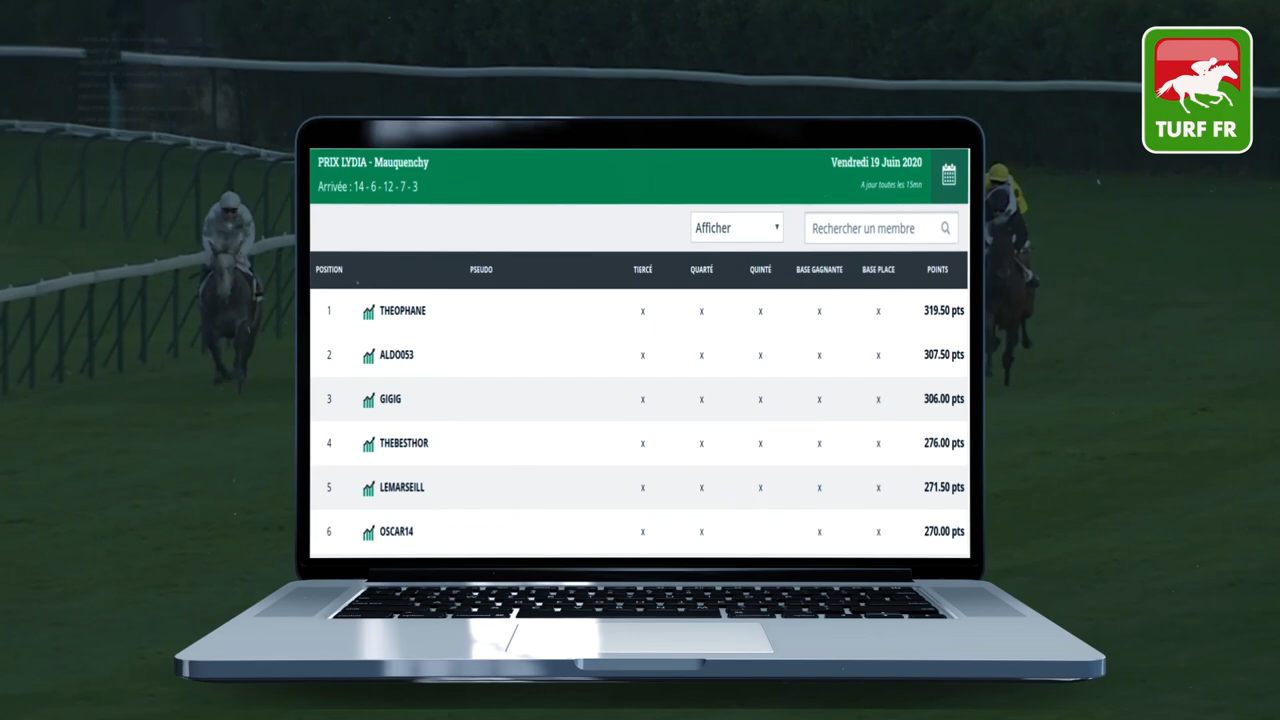 TURF FR
PRIX LYDIA - Mauquenchy
Vendredi 19 Juin 2020
Arrivée : 14 - 6 - 12 - 7 - 3
A jour toutes les 15mn
Afficher
Rechercher un membre
POSITION PSEUDO TIERCÉ QUARTÉ QUINTÉ BASE GAGNANTE BASE PLACE POINTS
1 THEOPHANE x x x x x 319.50 pts
2 ALDO053 x x x x x 307.50 pts
3 GIGIG x x x x x 306.00 pts
4 THEBESTHOR x x x x x 276.00 pts
5 LEMARSEILL x x x x x 271.50 pts
6 OSCAR14 x x x x 270.00 pts